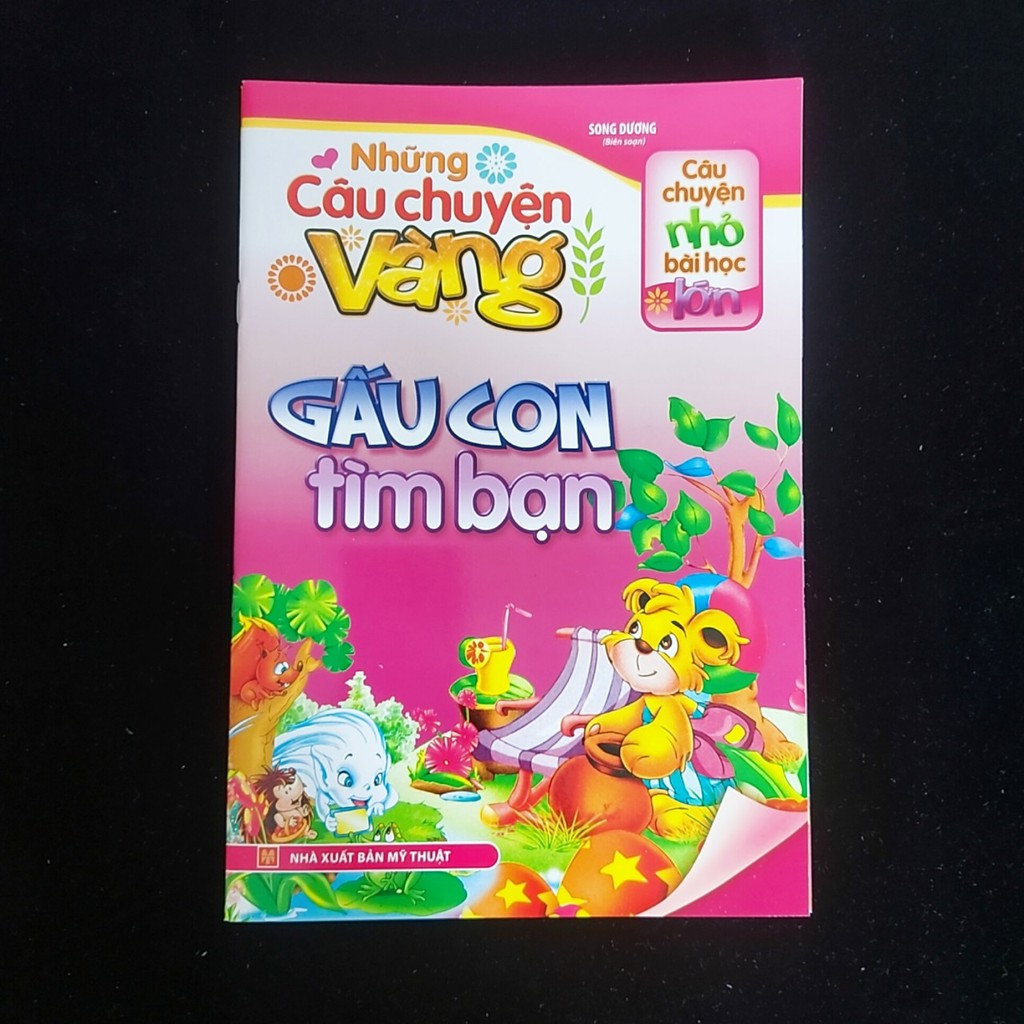 SONG DƯƠNG
(Biên soạn)
Những
Câu chuyện
vàng
Câu
chuyện
nhỏ
bài học
lớn
GẤU CON
tìm bạn
NHÀ XUẤT BẢN MỸ THUẬT